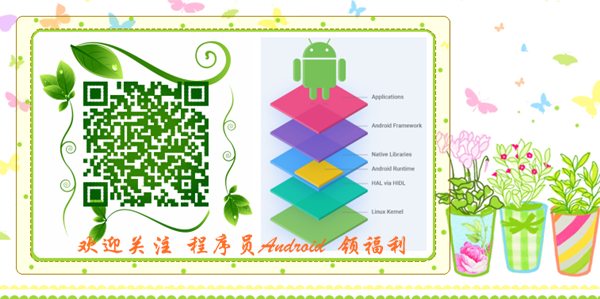 Applications
Android Framework
Native Libraries
Android Runtime
HAL via HIDL
Linux Kernel
欢迎关注 程序员Android 领福利